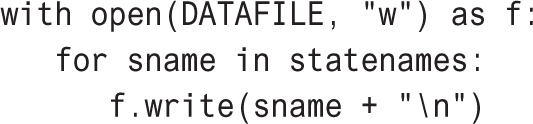 with open(DATAFILE, "w") as f:
   for sname in statenames:
      f.write(sname + "\n")